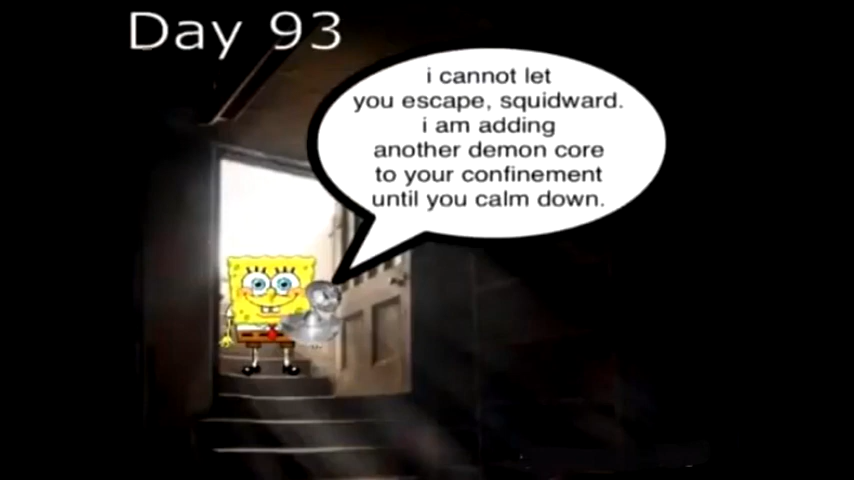 Day 93
i cannot let
you escape, squidward.
i am adding
another demon core
to your confinement
until you calm down.